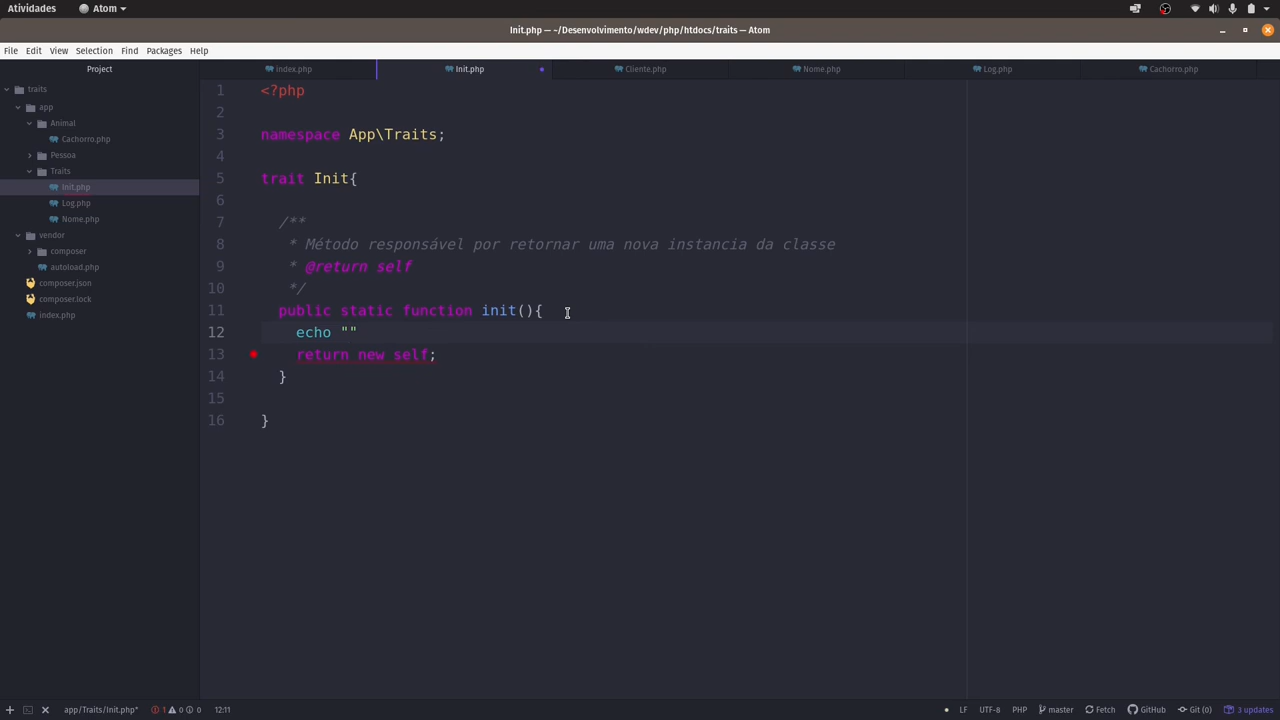 Atividades
Atom
Init.php — ~/Desenvolvimento/wdev/php/htdocs/traits — Atom
File Edit View Selection Find Packages Help
Project
index.php
Init.php
Cliente.php
Nome.php
Log.php
Cachorro.php
traits
app
Animal
Cachorro.php
Pessoa
Traits
Init.php
Log.php
Nome.php
vendor
composer
autoload.php
composer.json
composer.lock
index.php
1 <?php
2
3 namespace App\Traits;
4
5 trait Init{
6
7 /**
8 * Método responsável por retornar uma nova instancia da classe
9 * @return self
10 */
11 public static function init(){
12 echo ""
13 return new self;
14 }
15
16 }
app/Traits/Init.php* 1 0 0 12:11
LF UTF-8 PHP master Fetch GitHub Git (0) 3 updates